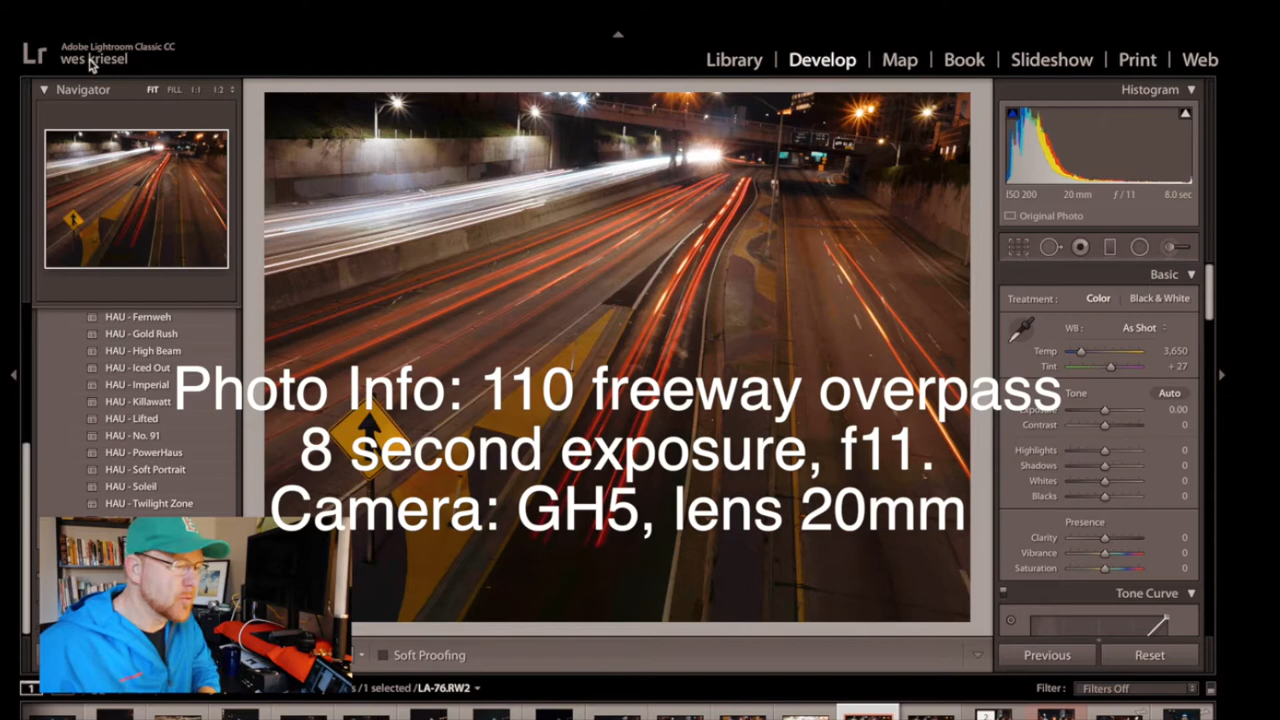 Lr
Adobe Lightroom Classic CC
wes kriesel
Library | Develop | Map | Book | Slideshow | Print | Web
Navigator FIT FILL 1:1 1:2
HAU - Fernweh
HAU - Gold Rush
HAU - High Beam
HAU - Iced Out
HAU - Imperial
HAU - Killawatt
HAU - Lifted
HAU - No. 91
HAU - PowerHaus
HAU - Soft Portrait
HAU - Soleil
HAU - Twilight Zone
Photo Info: 110 freeway overpass
8 second exposure, f11.
Camera: GH5, lens 20mm
Histogram
ISO 200 20 mm ƒ / 11 8.0 sec
Original Photo
Basic
Treatment : Color Black & White
WB : As Shot
Temp 3,650
Tint + 27
Tone Auto
Exposure 0.00
Contrast 0
Highlights 0
Shadows 0
Whites 0
Blacks 0
Presence
Clarity 0
Vibrance 0
Saturation 0
Tone Curve
Previous Reset
Soft Proofing
1
/1 selected /LA-76.RW2
Filter : Filters Off
2